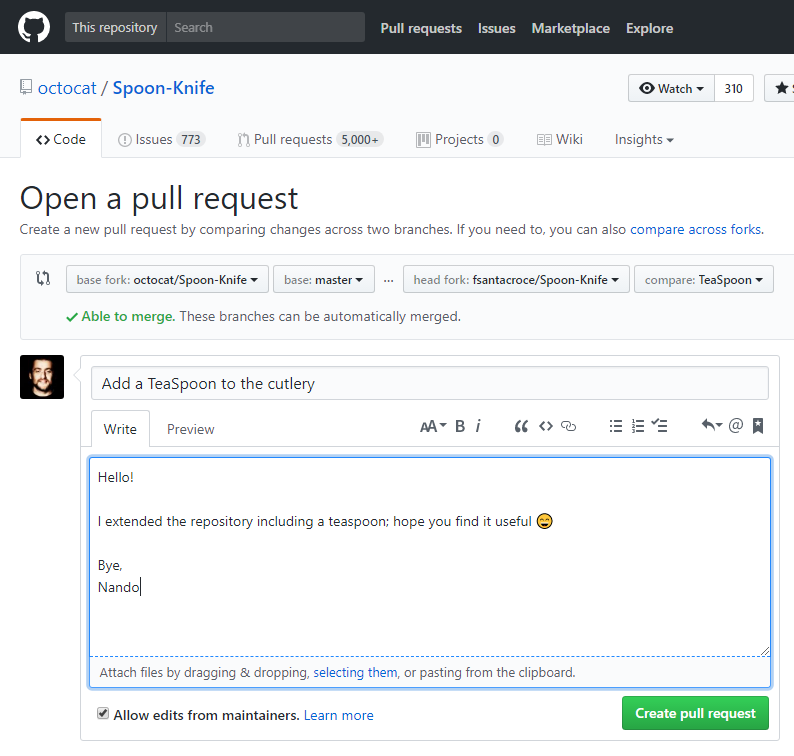 This repository Search Pull requests Issues Marketplace Explore
octocat / Spoon-Knife Watch 310
Code Issues 773 Pull requests 5,000+ Projects 0 Wiki Insights
Open a pull request
Create a new pull request by comparing changes across two branches. If you need to, you can also compare across forks.
base fork: octocat/Spoon-Knife base: master ... head fork: fsantacroce/Spoon-Knife compare: TeaSpoon
Able to merge. These branches can be automatically merged.
Add a TeaSpoon to the cutlery
Write Preview AA B i @
Hello!
I extended the repository including a teaspoon; hope you find it useful 😄
Bye,
Nando
Attach files by dragging & dropping, selecting them, or pasting from the clipboard.
Allow edits from maintainers. Learn more Create pull request